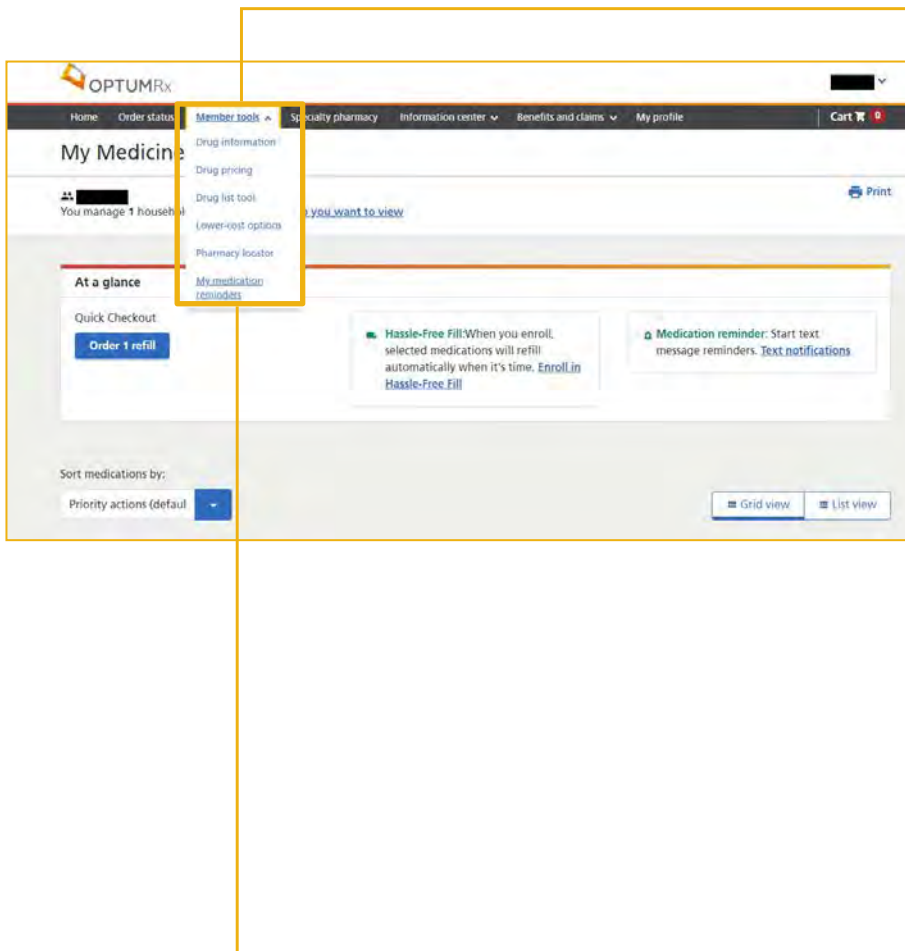 OPTUMRx
Home Order status Member tools Specialty pharmacy Information center Benefits and claims My profile Cart 0
My Medicine
Drug information
Drug pricing
Drug list tool
Lower-cost options
Pharmacy locator
My medication
reminders
Print
You manage 1 you want to view
At a glance
Quick Checkout
Order 1 refill
Hassle-Free Fill:When you enroll,
selected medications will refill
automatically when it's time. Enroll in
Hassle-Free Fill
Medication reminder: Start text
message reminders. Text notifications
Sort medications by:
Priority actions (defaul
Grid view List view